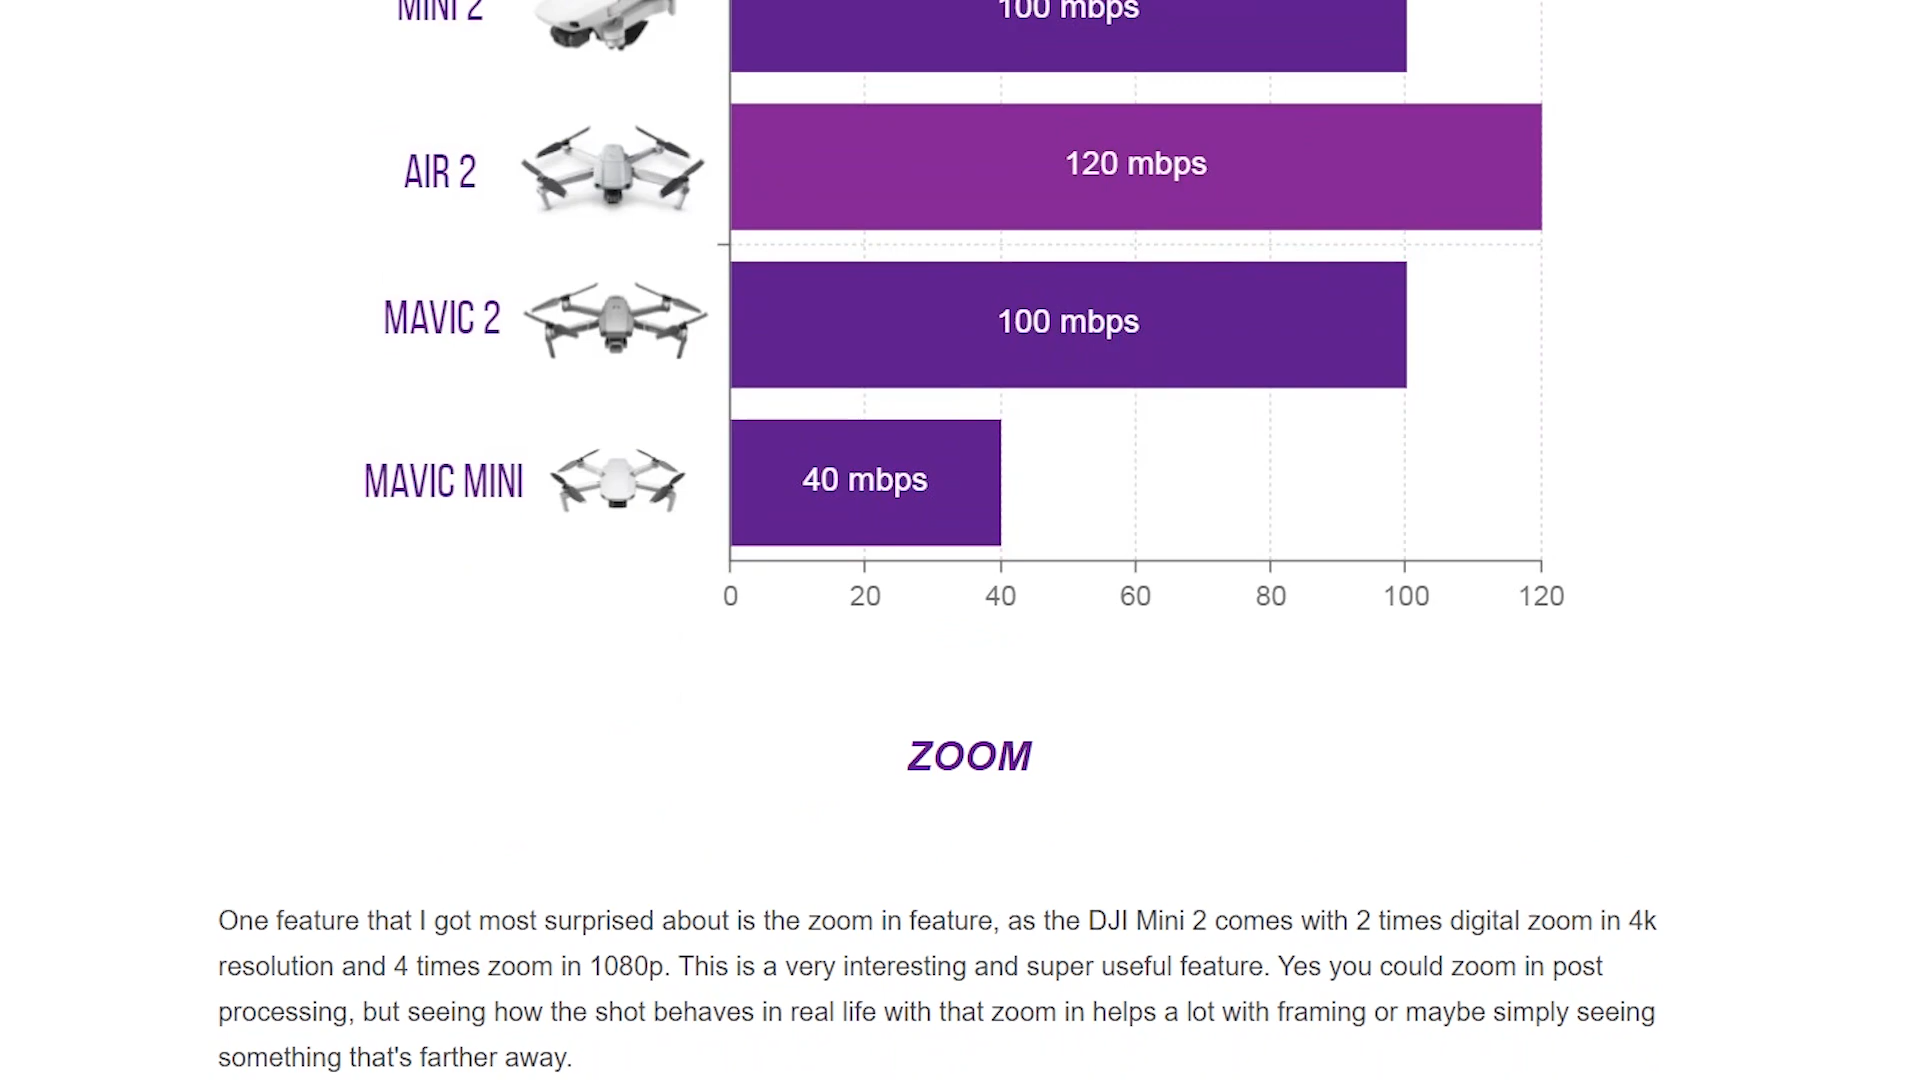 MINI 2
100 mbps
AIR 2
120 mbps
MAVIC 2
100 mbps
MAVIC MINI
40 mbps
0 20 40 60 80 100 120
ZOOM
One feature that I got most surprised about is the zoom in feature, as the DJI Mini 2 comes with 2 times digital zoom in 4k
resolution and 4 times zoom in 1080p. This is a very interesting and super useful feature. Yes you could zoom in post
processing, but seeing how the shot behaves in real life with that zoom in helps a lot with framing or maybe simply seeing
something that's farther away.